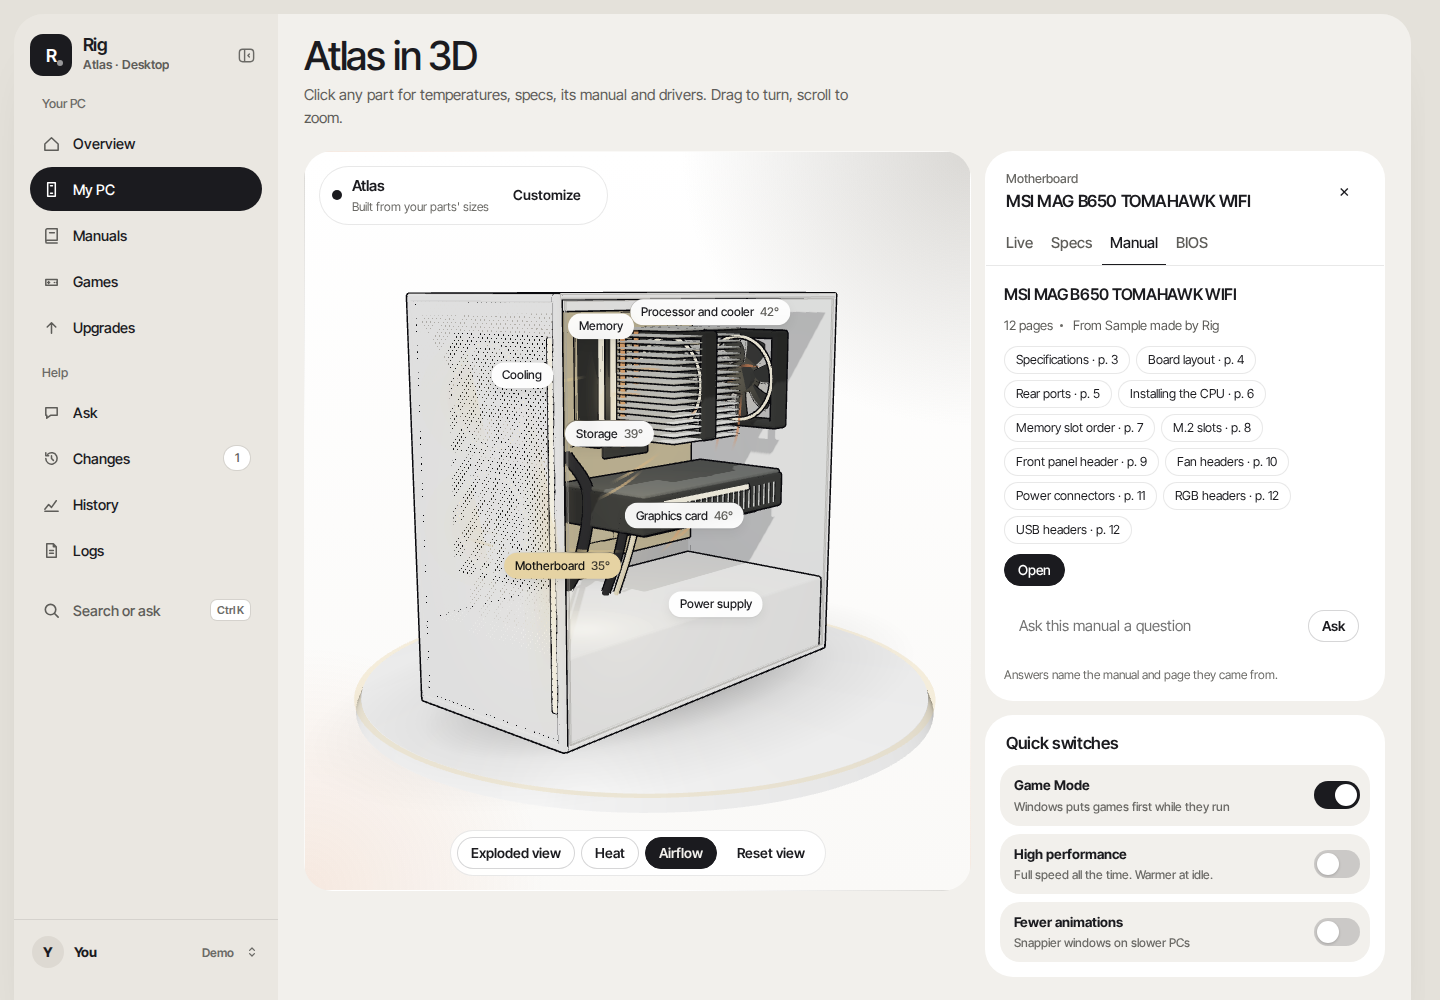 R.
Rig
Atlas · Desktop
Your PC
Overview
My PC
Manuals
Games
Upgrades
Help
Ask
Changes
1
History
Logs
Search or ask
Ctrl K
Y
You
Demo
Atlas in 3D
Click any part for temperatures, specs, its manual and drivers. Drag to turn, scroll to
zoom.
Atlas
Built from your parts' sizes
Customize
Processor and cooler 42°
Memory
Cooling
Storage 39°
Graphics card 46°
Motherboard 35°
Power supply
Exploded view
Heat
Airflow
Reset view
Motherboard
MSI MAG B650 TOMAHAWK WIFI
×
Live
Specs
Manual
BIOS
MSI MAG B650 TOMAHAWK WIFI
12 pages • From Sample made by Rig
Specifications · p. 3
Board layout · p. 4
Rear ports · p. 5
Installing the CPU · p. 6
Memory slot order · p. 7
M.2 slots · p. 8
Front panel header · p. 9
Fan headers · p. 10
Power connectors · p. 11
RGB headers · p. 12
USB headers · p. 12
Open
Ask this manual a question
Ask
Answers name the manual and page they came from.
Quick switches
Game Mode
Windows puts games first while they run
High performance
Full speed all the time. Warmer at idle.
Fewer animations
Snappier windows on slower PCs